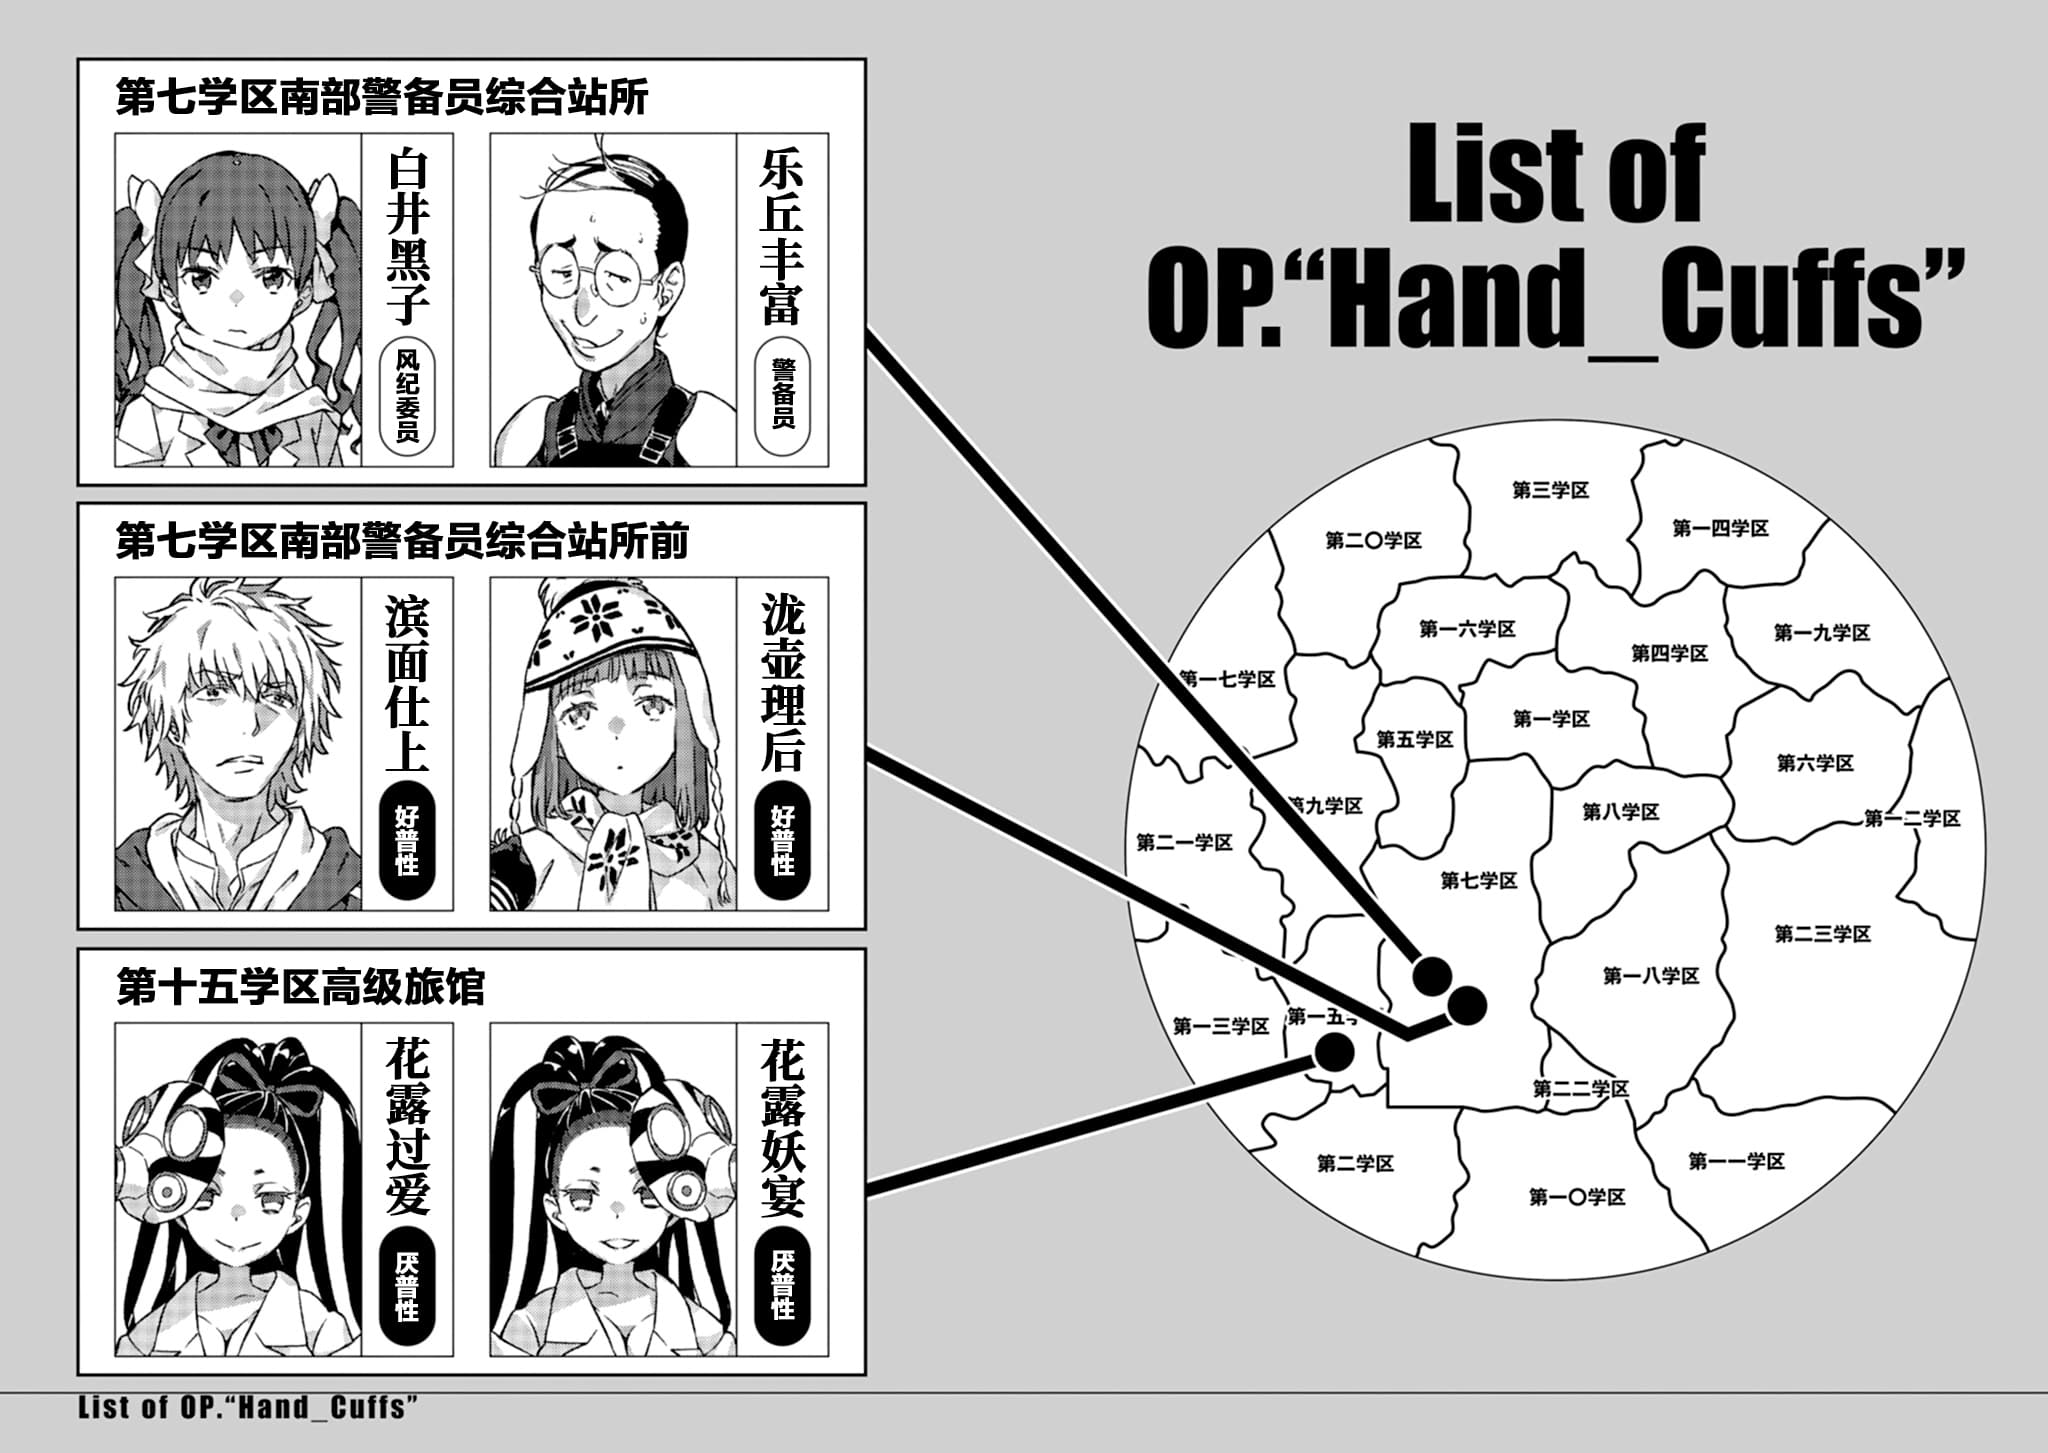 第七学区南部警备员综合站所
白井黑子
风纪委员
乐丘丰富
警备员
第七学区南部警备员综合站所前
滨面仕上
好普性
泷壶理后
好普性
第十五学区高级旅馆
花露过爱
厌普性
花露妖宴
厌普性
List of
OP.“Hand_Cuffs”
第三学区
第一四学区
第二〇学区
第一六学区
第一九学区
第四学区
第一七学区
第一学区
第五学区
第六学区
第九学区
第八学区
第一二学区
第二一学区
第七学区
第二三学区
第一八学区
第一五学
第一三学区
第二二学区
第二学区
第一一学区
第一〇学区
List of OP.“Hand_Cuffs”